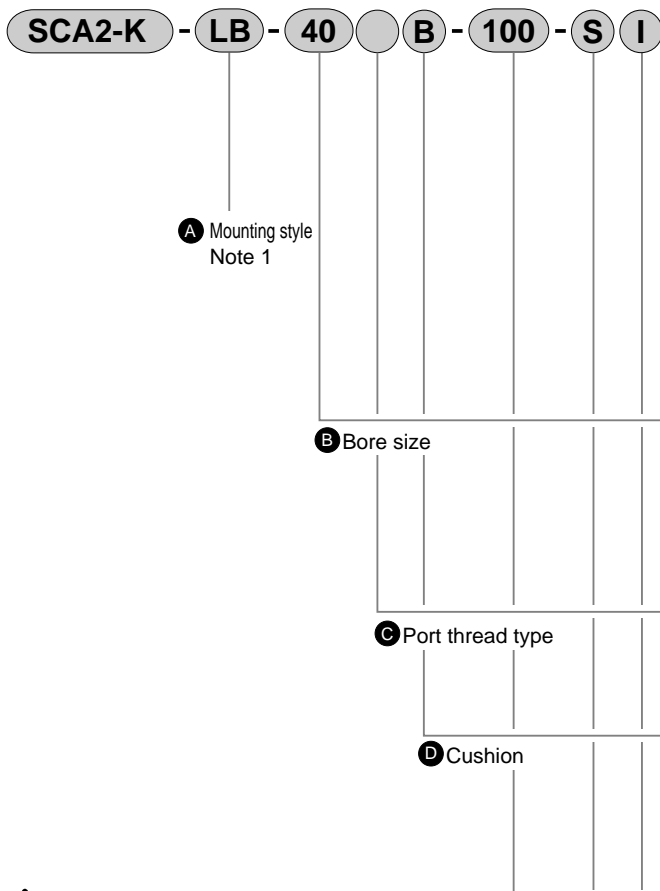 SCA2-K - LB - 40 B - 100 - S I
A Mounting style
Note 1
B Bore size
C Port thread type
D Cushion